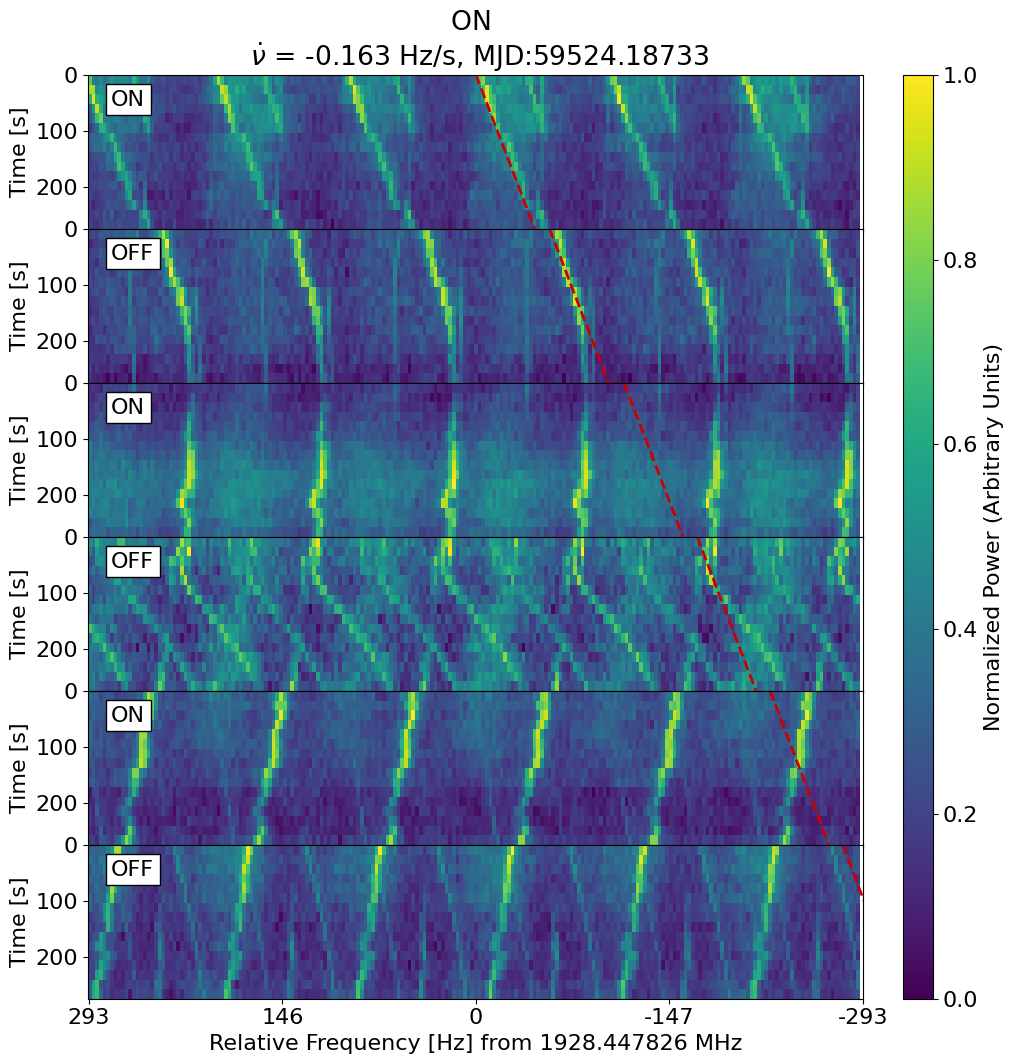 ON
ν̇ = -0.163 Hz/s, MJD:59524.18733
0
ON
100
Time [s]
200
0
OFF
100
Time [s]
200
0
ON
100
Time [s]
200
0
OFF
100
Time [s]
200
0
ON
100
Time [s]
200
0
OFF
100
Time [s]
200
293 146 0 -147 -293
Relative Frequency [Hz] from 1928.447826 MHz
1.0
0.8
0.6
0.4
0.2
0.0
Normalized Power (Arbitrary Units)